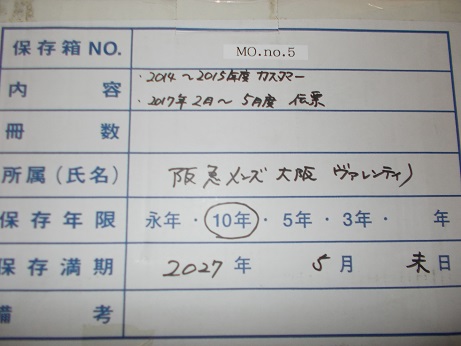 保存箱NO. MO.no.5
内容 ・2014〜2015年度 カスタマー
・2017年2月〜5月度 伝票
冊数
所属(氏名) 阪急メンズ大阪 ヴァレンティノ
保存年限 永年・10年・5年・3年・ 年
保存満期 2027年 5月 末日
備考